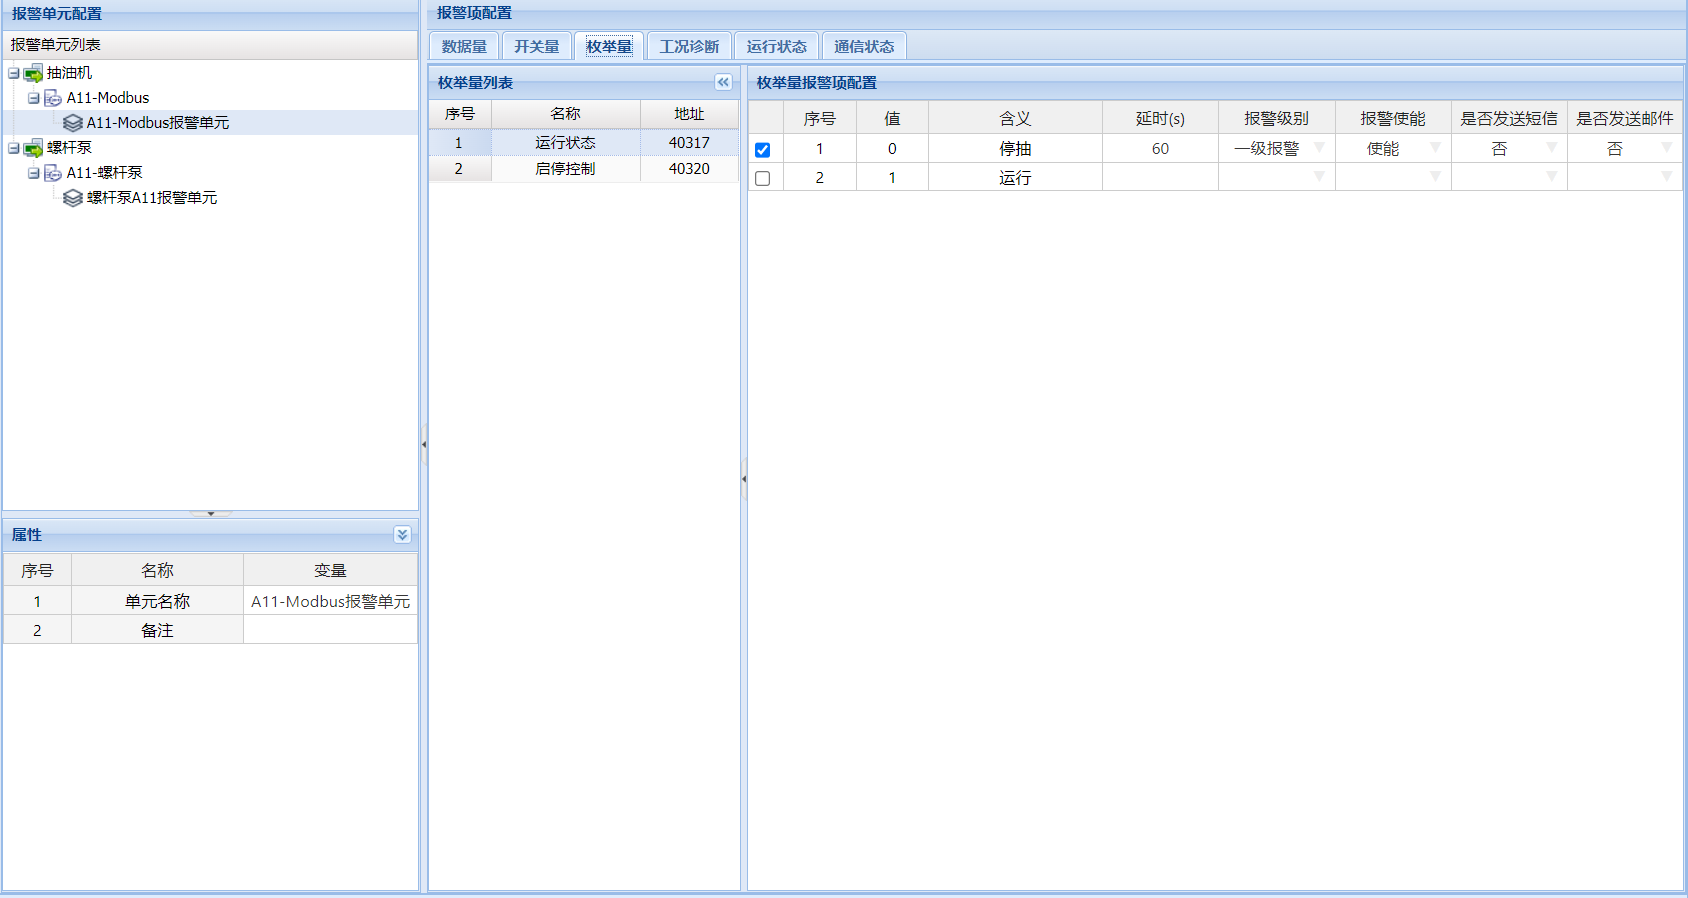 报警单元配置
报警单元列表
抽油机
A11-Modbus
A11-Modbus报警单元
螺杆泵
A11-螺杆泵
螺杆泵A11报警单元
属性
序号 名称 变量
1 单元名称 A11-Modbus报警单元
2 备注
报警项配置
数据量 开关量 枚举量 工况诊断 运行状态 通信状态
枚举量列表
序号 名称 地址
1 运行状态 40317
2 启停控制 40320
枚举量报警项配置
序号 值 含义 延时(s) 报警级别 报警使能 是否发送短信 是否发送邮件
1 0 停抽 60 一级报警 使能 否 否
2 1 运行